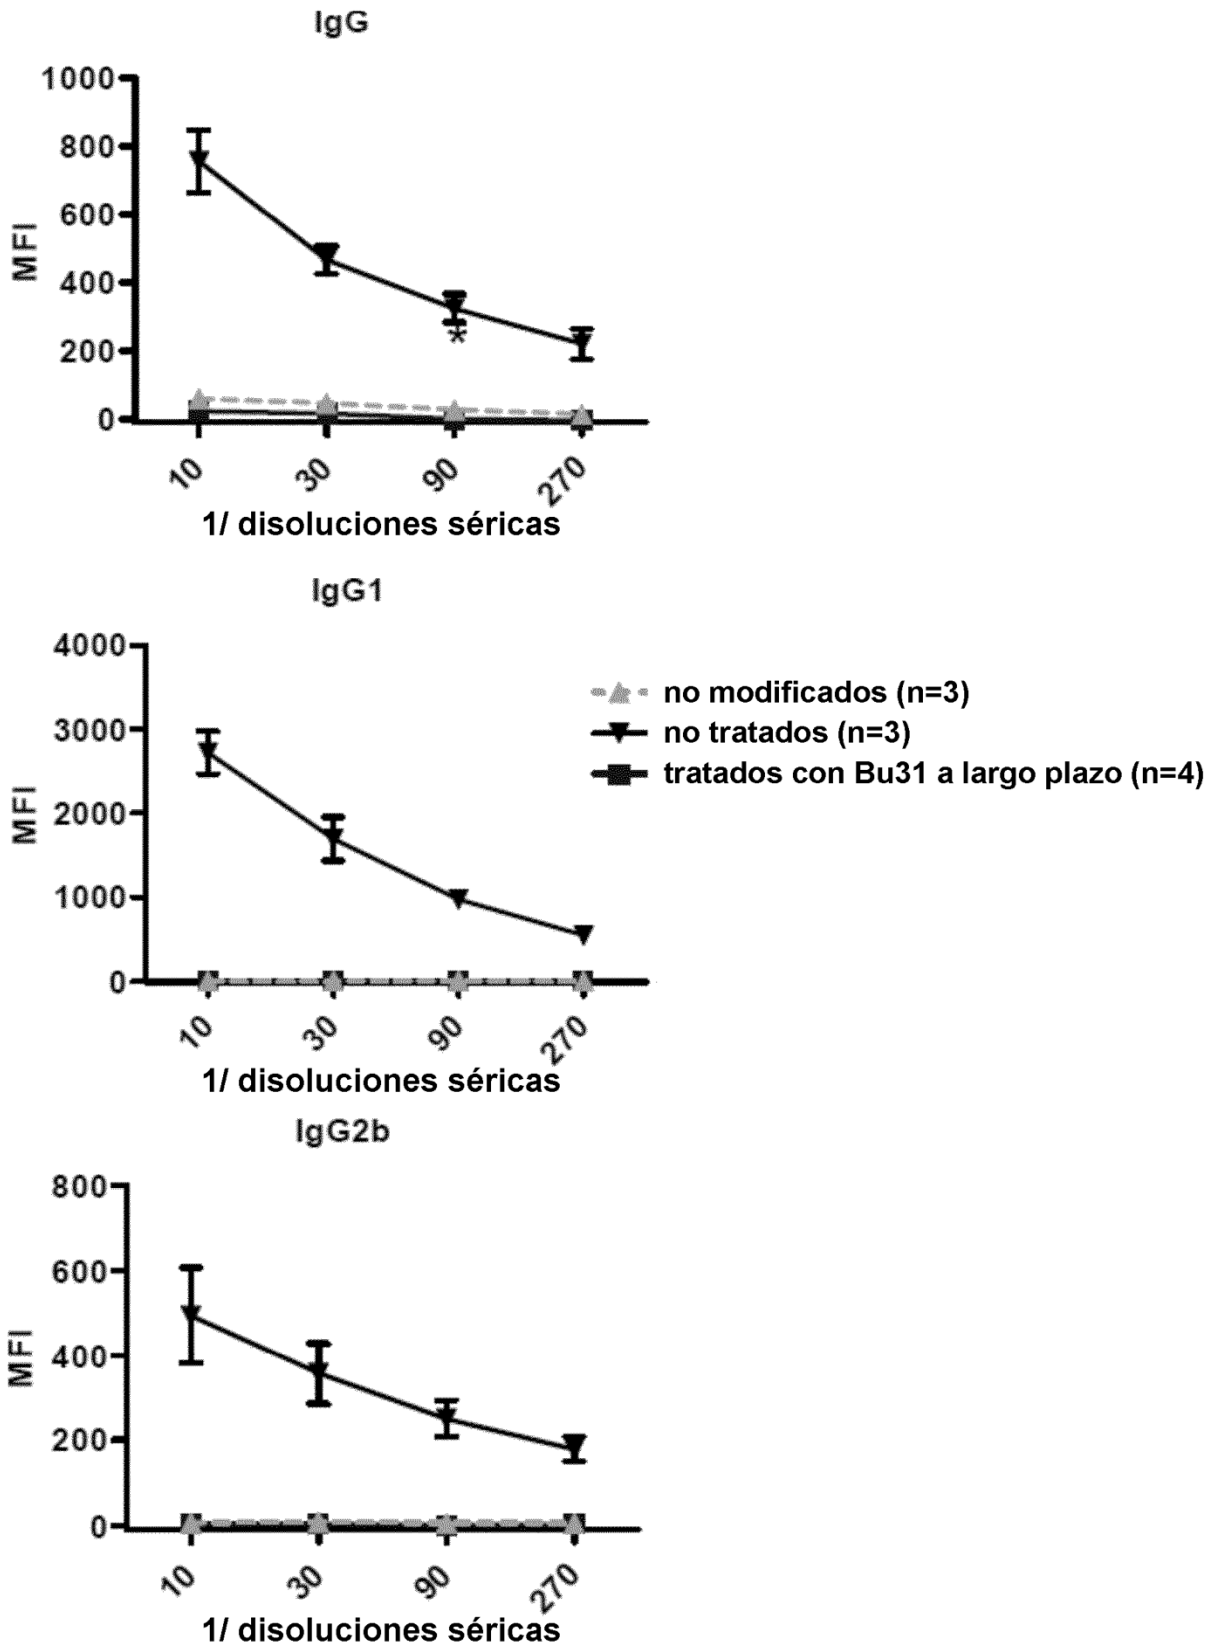 IgG
1000
800
600
400
200
0
MFI
*
10 30 90 270
1/ disoluciones séricas
IgG1
4000
3000
2000
1000
0
MFI
no modificados (n=3)
no tratados (n=3)
tratados con Bu31 a largo plazo (n=4)
10 30 90 270
1/ disoluciones séricas
IgG2b
800
600
400
200
0
MFI
10 30 90 270
1/ disoluciones séricas